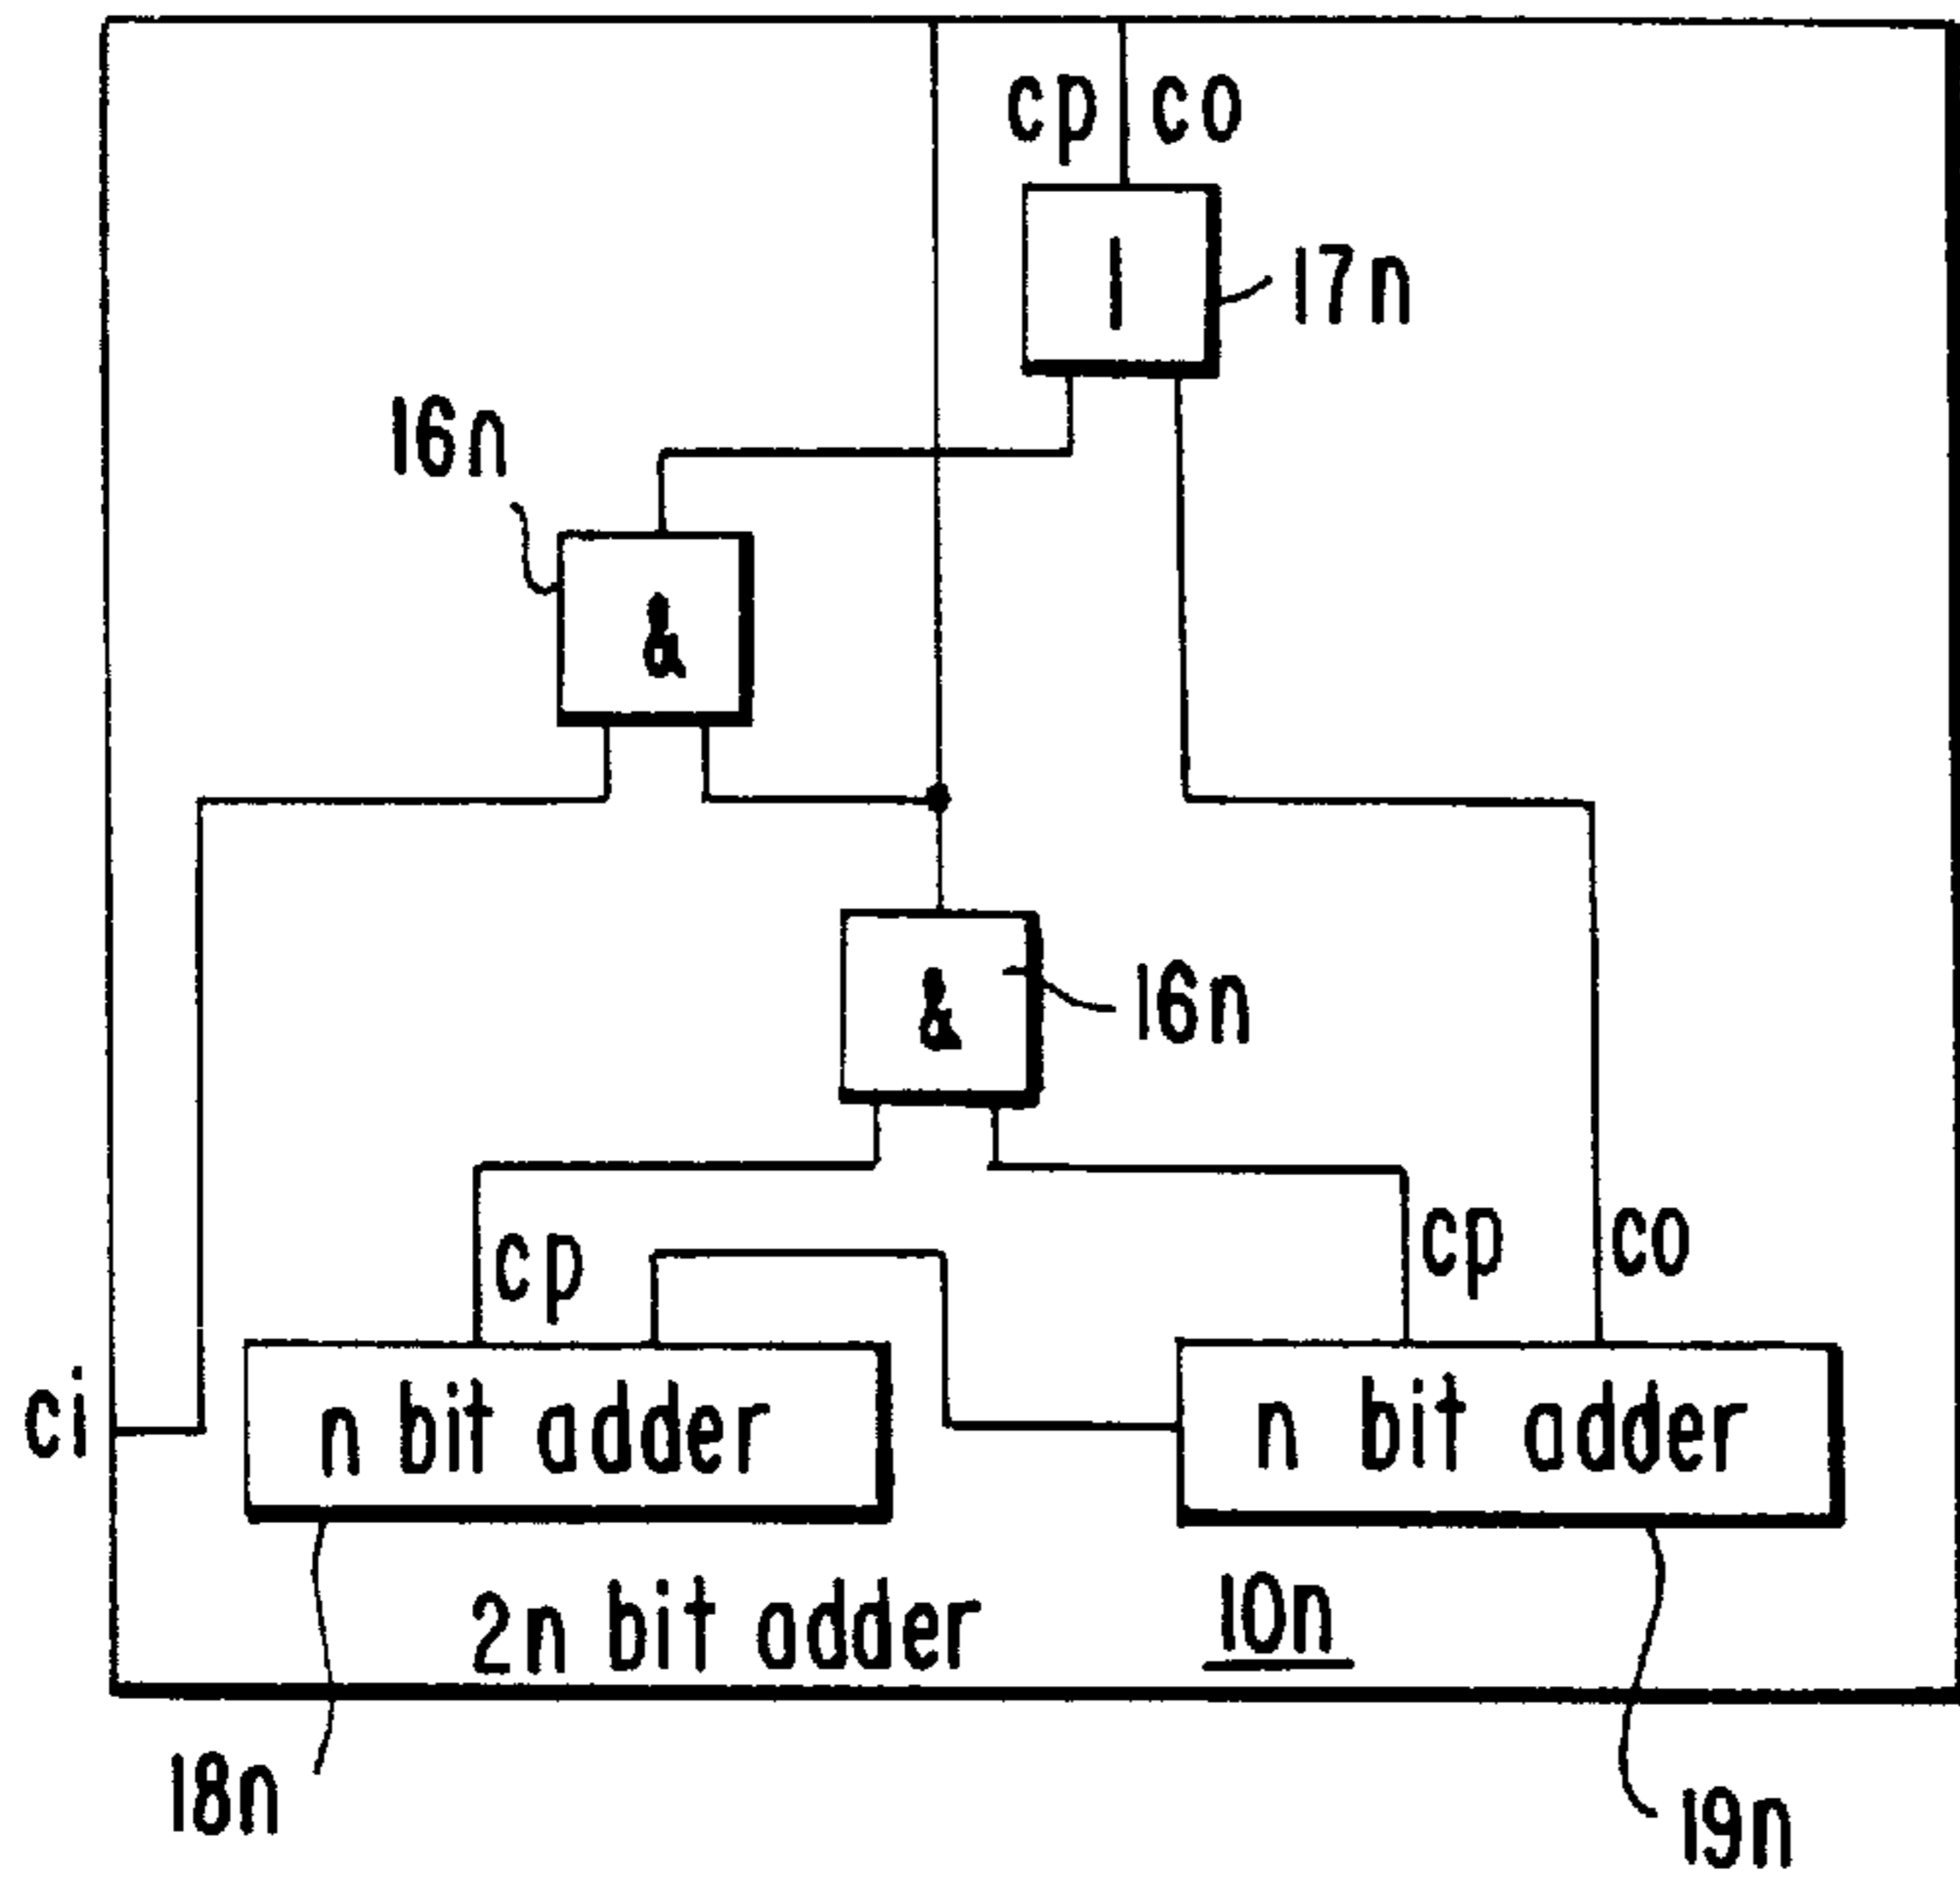 cp co
1
17n
16n
&
&
16n
cp
cp
co
ci
n bit adder
n bit adder
2n bit adder
10n
18n
19n